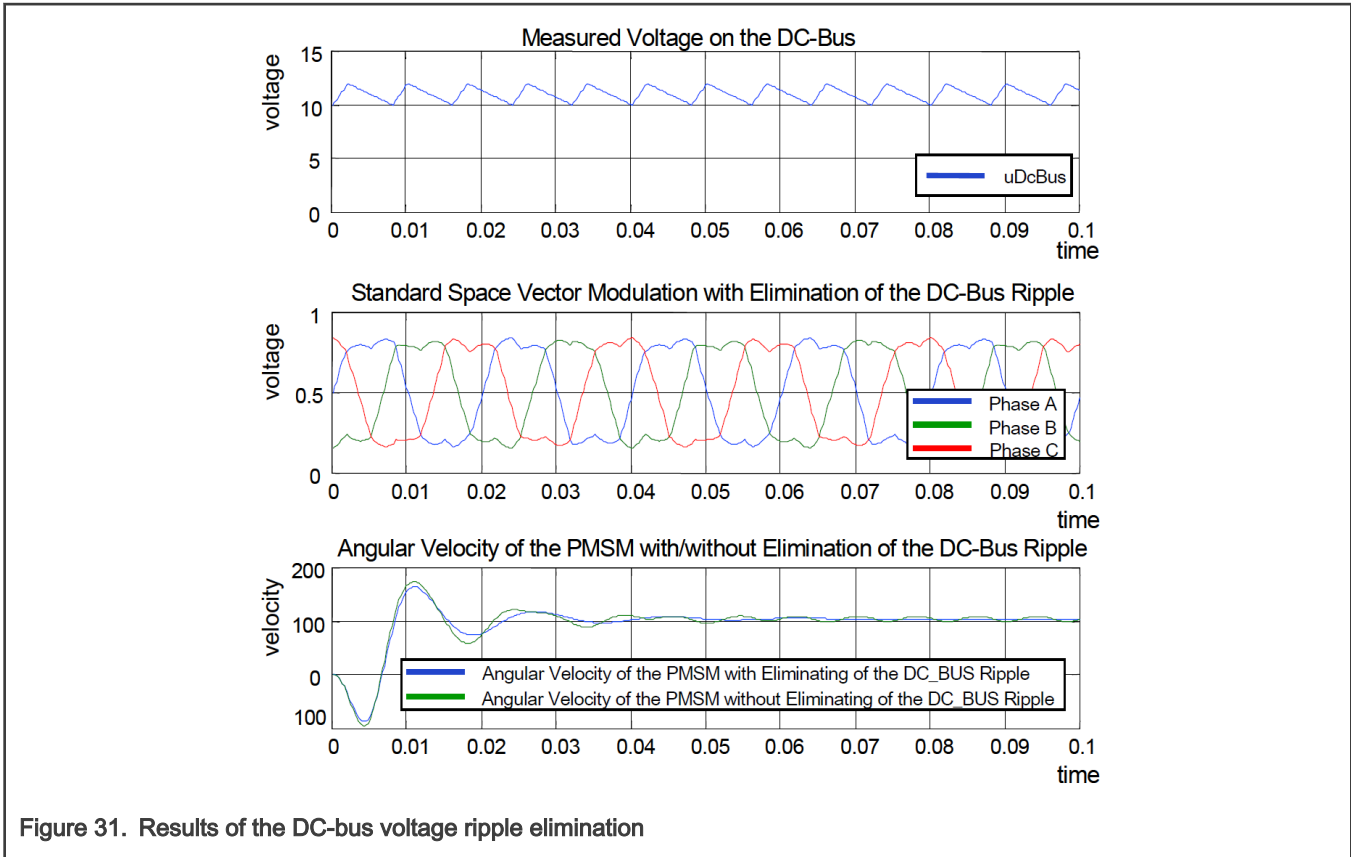 Measured Voltage on the DC-Bus
voltage
15
10
5
0
uDcBus
0 0.01 0.02 0.03 0.04 0.05 0.06 0.07 0.08 0.09 0.1
time
Standard Space Vector Modulation with Elimination of the DC-Bus Ripple
voltage
1
0.5
0
Phase A
Phase B
Phase C
0 0.01 0.02 0.03 0.04 0.05 0.06 0.07 0.08 0.09 0.1
time
Angular Velocity of the PMSM with/without Elimination of the DC-Bus Ripple
velocity
200
100
0
100
Angular Velocity of the PMSM with Eliminating of the DC_BUS Ripple
Angular Velocity of the PMSM without Eliminating of the DC_BUS Ripple
0 0.01 0.02 0.03 0.04 0.05 0.06 0.07 0.08 0.09 0.1
time
Figure 31. Results of the DC-bus voltage ripple elimination